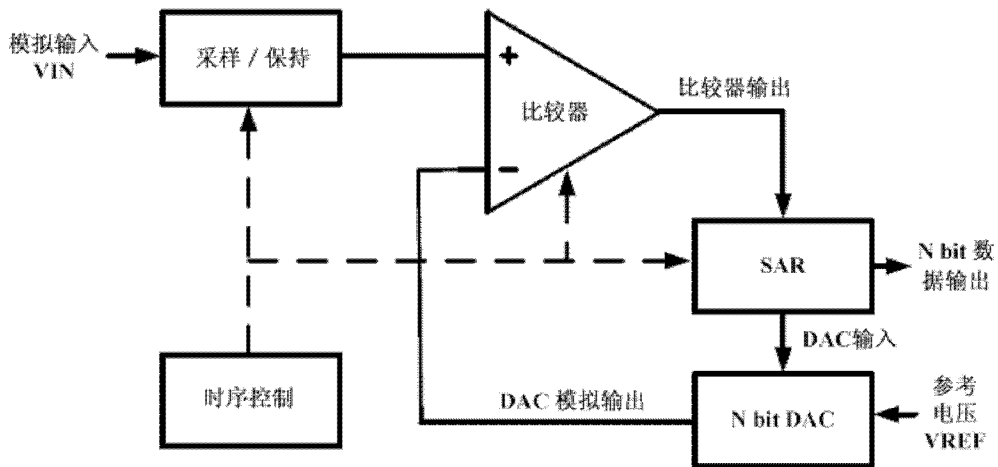 模拟输入
VIN
采样 / 保持
+
比较器
-
比较器输出
SAR
N bit 数
据输出
DAC输入
时序控制
DAC 模拟输出
N bit DAC
参考
电压
VREF